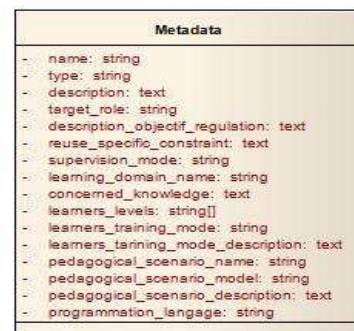 Metadata
- name: string
- type: string
- description: text
- target_role: string
- description_objectif_regulation: text
- reuse_specific_constraint: text
- supervision_mode: string
- learning_domain_name: string
- concerned_knowledge: text
- learners_levels: string[]
- learners_training_mode: string
- learners_tarining_mode_description: text
- pedagogical_scenario_name: string
- pedagogical_scenario_model: string
- pedagogical_scenario_description: text
- programmation_langage: string